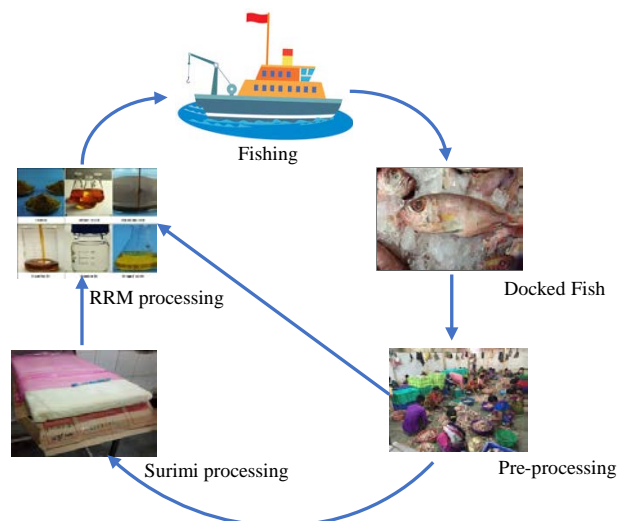 Fishing
Docked Fish
RRM processing
Surimi processing
Pre-processing